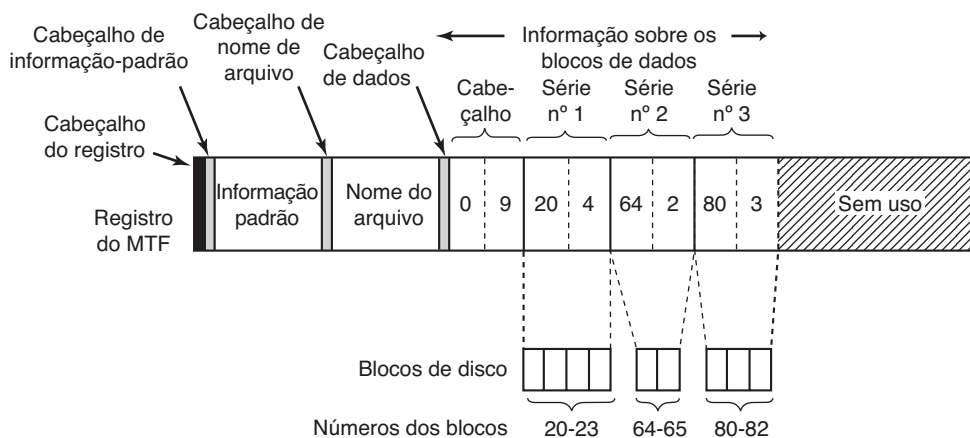 Cabeçalho de
informação-padrão
Cabeçalho
de nome de
arquivo
Cabeçalho
de dados
Informação sobre os
blocos de dados
Cabe-
çalho
Série
nº 1
Série
nº 2
Série
nº 3
Cabeçalho
do registro
Registro
do MTF
Informação
padrão
Nome do
arquivo
0 9 20 4 64 2 80 3
Sem uso
Blocos de disco
Números dos blocos 20-23 64-65 80-82